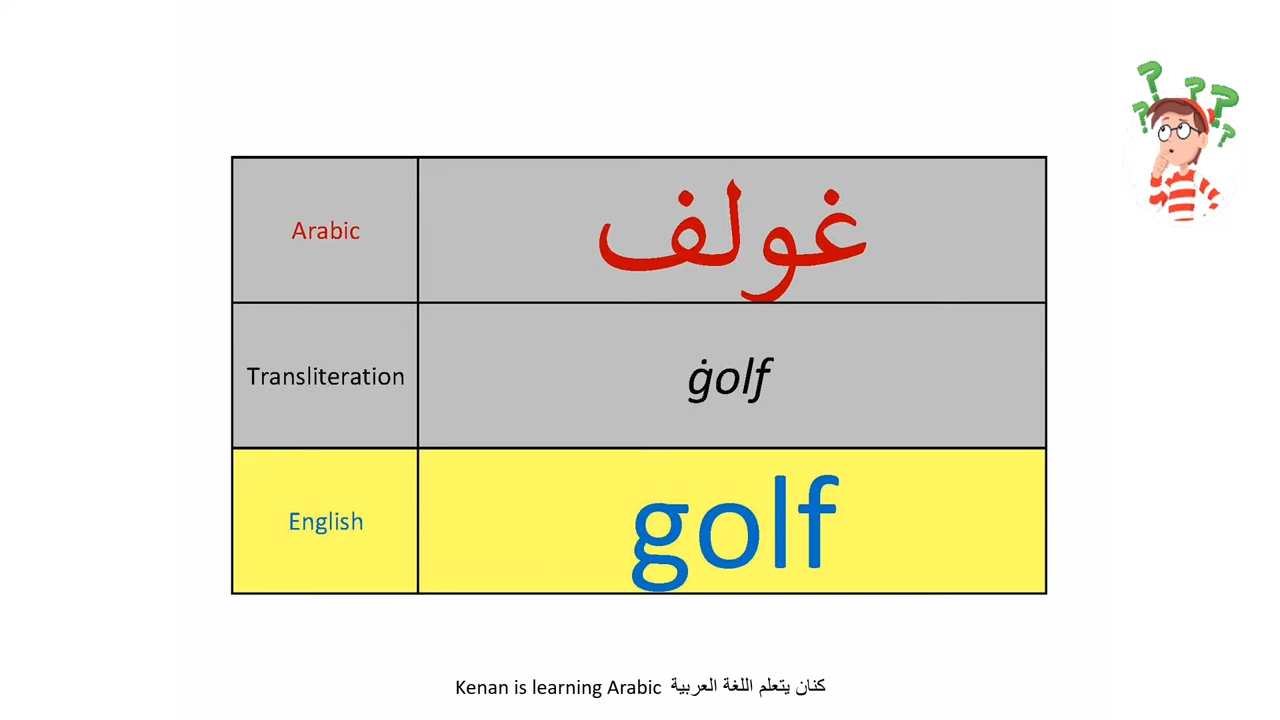 Arabic غولف
Transliteration ġolf
English golf
Kenan is learning Arabic كنان يتعلم اللغة العربية